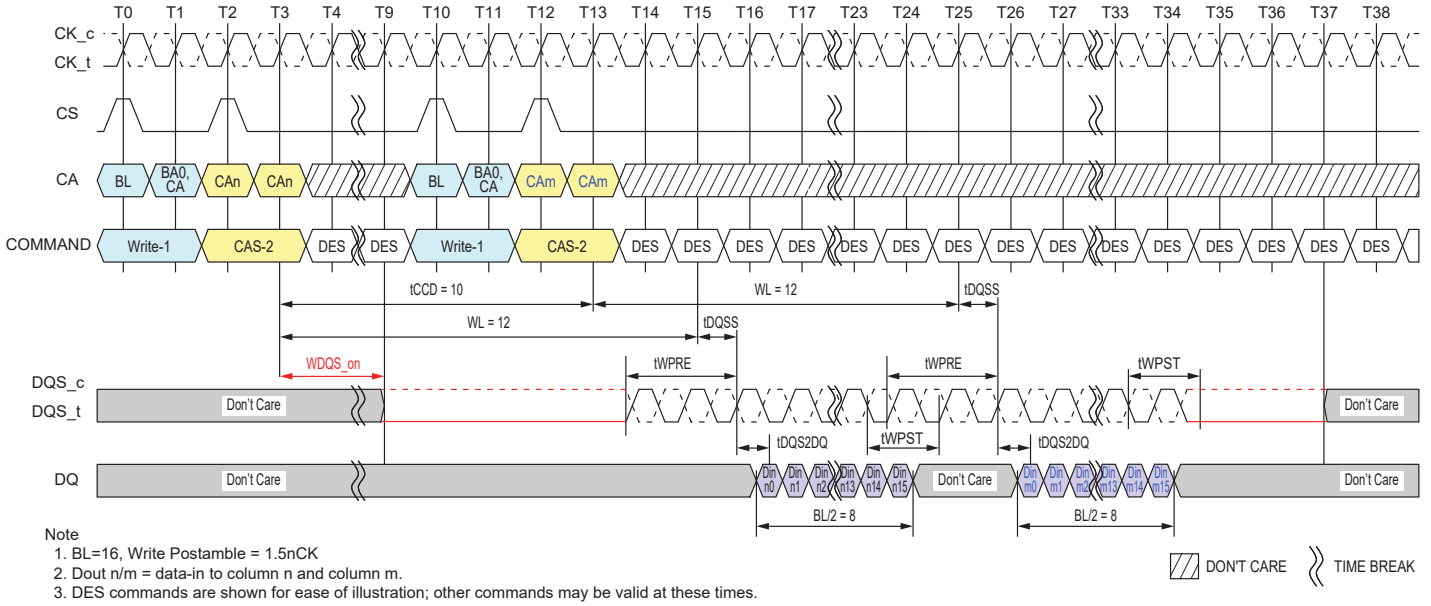 T0 T1 T2 T3 T4 T9 T10 T11 T12 T13 T14 T15 T16 T17 T23 T24 T25 T26 T27 T33 T34 T35 T36 T37 T38
CK_c
CK_t
CS
CA BL BA0, CA CAn CAn BL BA0, CA CAm CAm
COMMAND Write-1 CAS-2 DES DES Write-1 CAS-2 DES DES DES DES DES DES DES DES DES DES DES DES DES DES DES
tCCD = 10 WL = 12 tDQSS
WL = 12 tDQSS
WDQS_on tWPRE tWPRE tWPST
DQS_c
DQS_t Don't Care Don't Care
tDQS2DQ tWPST tDQS2DQ
DQ Don't Care Din n0 Din n1 Din n2 Din n13 Din n14 Din n15 Don't Care Din m0 Din m1 Din m2 Din m13 Din m14 Din m15 Don't Care
BL/2 = 8 BL/2 = 8
Note
1. BL=16, Write Postamble = 1.5nCK
2. Dout n/m = data-in to column n and column m.
3. DES commands are shown for ease of illustration; other commands may be valid at these times.
DON'T CARE TIME BREAK